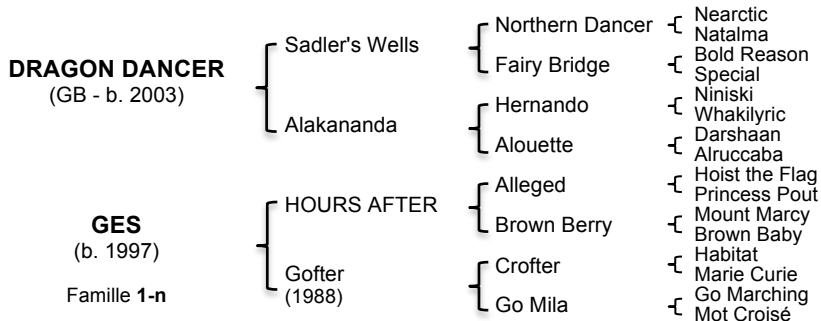 DRAGON DANCER
(GB - b. 2003)
Sadler's Wells
Alakananda
Northern Dancer
Fairy Bridge
Hernando
Alouette
Nearctic
Natalma
Bold Reason
Special
Niniski
Whakilyric
Darshaan
Alruccaba
GES
(b. 1997)
Famille 1-n
HOURS AFTER
Gofter
(1988)
Alleged
Brown Berry
Crofter
Go Mila
Hoist the Flag
Princess Pout
Mount Marcy
Brown Baby
Habitat
Marie Curie
Go Marching
Mot Croisé